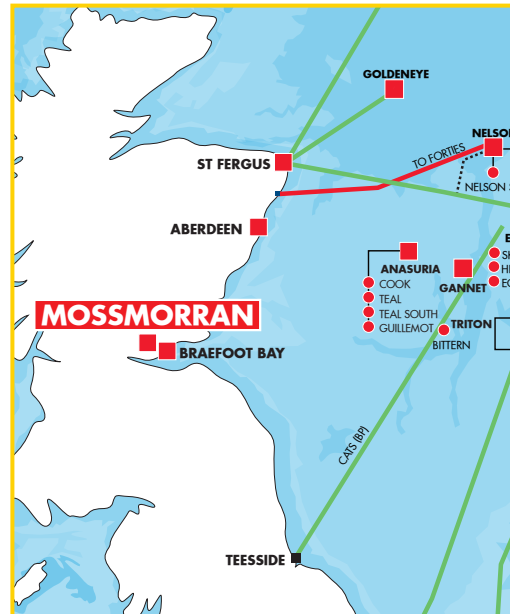 GOLDENEYE
NELSON
TO FORTIES
ST FERGUS
NELSON
ABERDEEN
ANASURIA
COOK
TEAL
TEAL SOUTH
GUILLEMOT
GANNET
TRITON
BITTERN
MOSSMORRAN
BRAEFOOT BAY
CATS (BP)
TEESSIDE